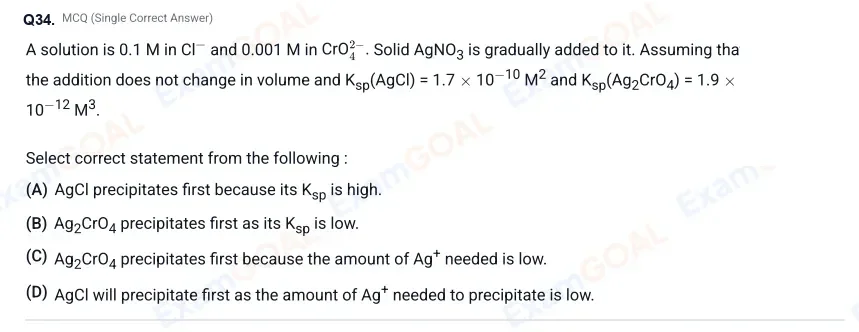 Q34. MCQ (Single Correct Answer)
A solution is 0.1 M in Cl⁻ and 0.001 M in CrO₄²⁻. Solid AgNO₃ is gradually added to it. Assuming tha
the addition does not change in volume and Ksp(AgCl) = 1.7 × 10⁻¹⁰ M² and Ksp(Ag₂CrO₄) = 1.9 ×
10⁻¹² M³.
Select correct statement from the following :
(A) AgCl precipitates first because its Ksp is high.
(B) Ag₂CrO₄ precipitates first as its Ksp is low.
(C) Ag₂CrO₄ precipitates first because the amount of Ag⁺ needed is low.
(D) AgCl will precipitate first as the amount of Ag⁺ needed to precipitate is low.